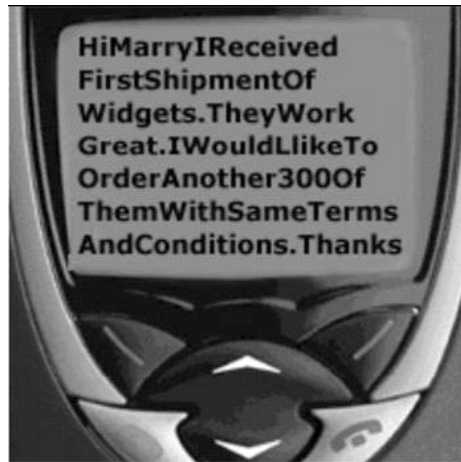 HiMarryIReceived
FirstShipmentOf
Widgets.TheyWork
Great.IWouldLlikeTo
OrderAnother300Of
ThemWithSameTerms
AndConditions.Thanks